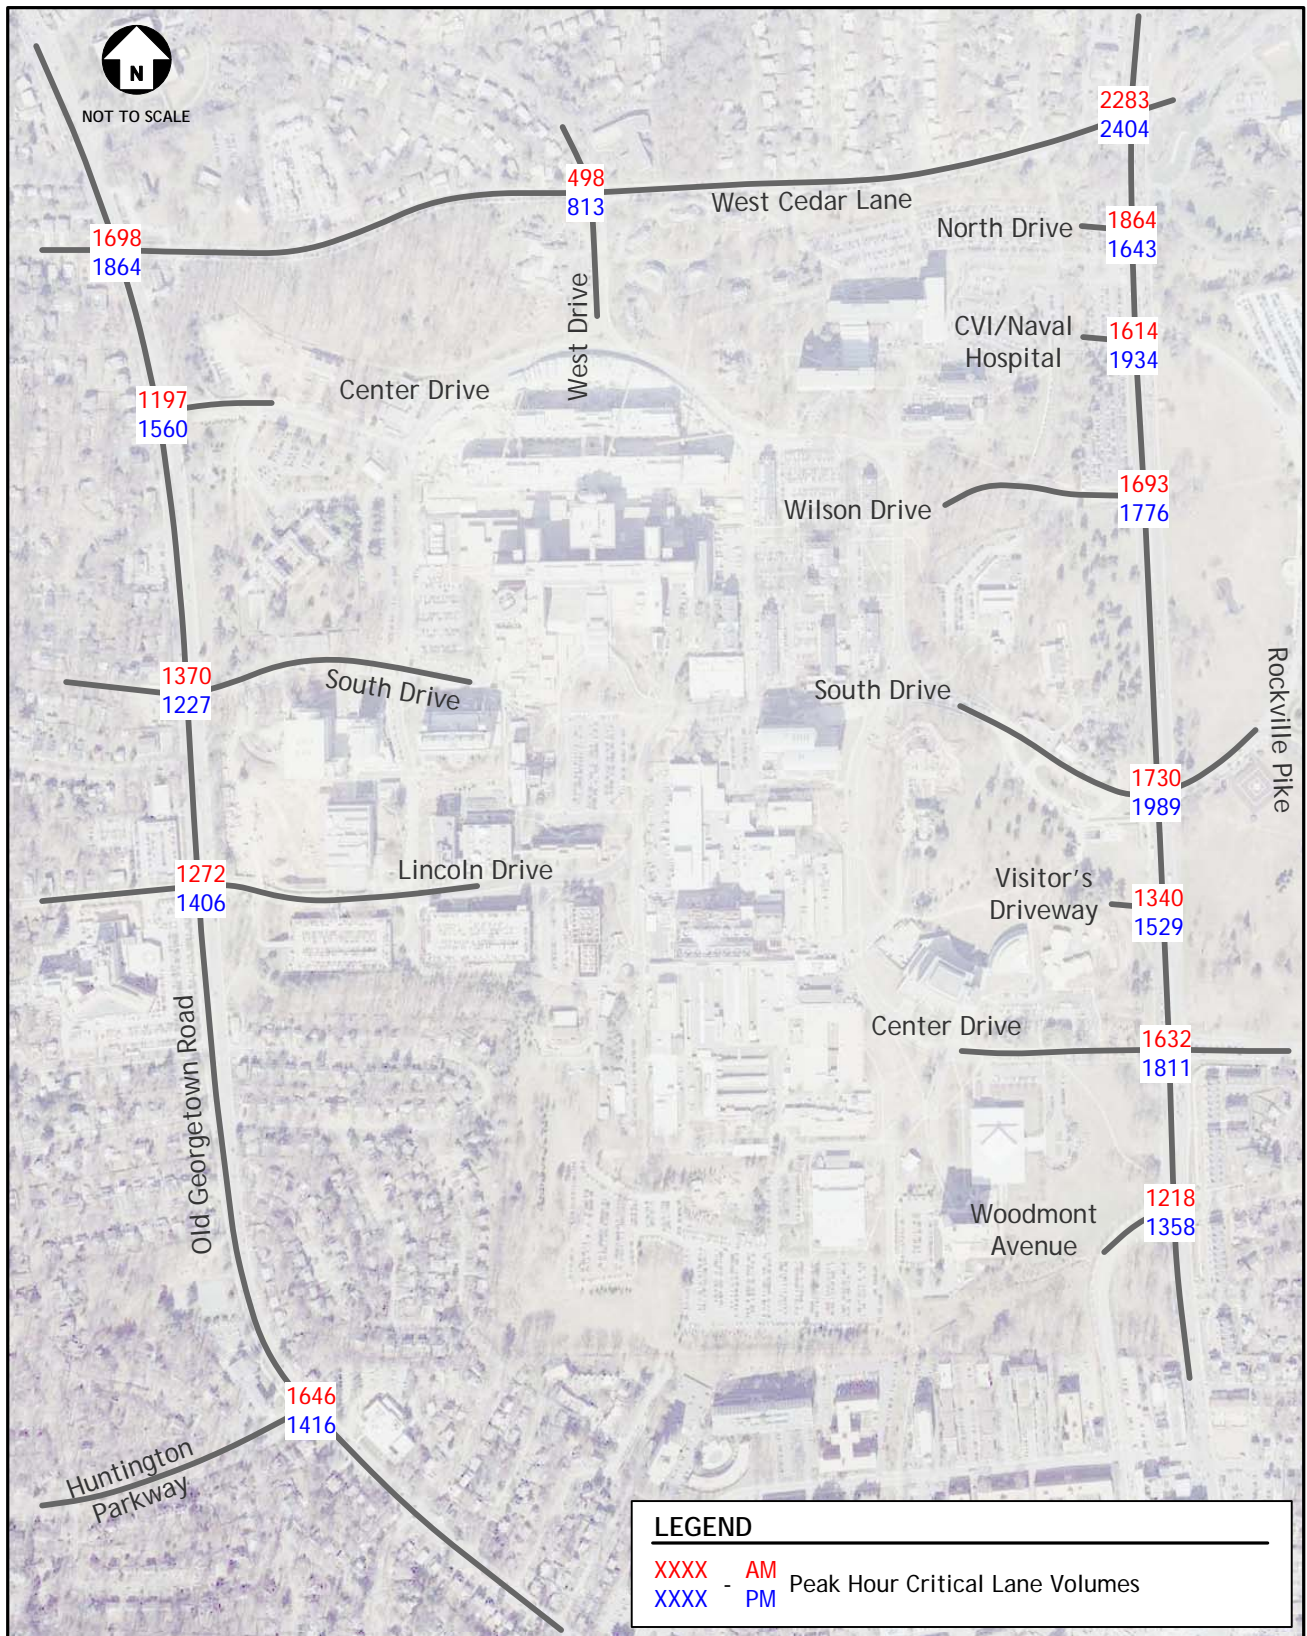 N
NOT TO SCALE
2283
2404
498
813
West Cedar Lane
North Drive
1864
1643
1698
1864
West Drive
CVI/Naval
Hospital
1614
1934
Center Drive
1197
1560
Wilson Drive
1693
1776
1370
1227
South Drive
South Drive
Rockville Pike
1730
1989
1272
1406
Lincoln Drive
Visitor's
Driveway
1340
1529
Old Georgetown Road
Center Drive
1632
1811
Woodmont
Avenue
1218
1358
1646
1416
Huntington
Parkway
LEGEND
XXXX - AM
XXXX PM
Peak Hour Critical Lane Volumes